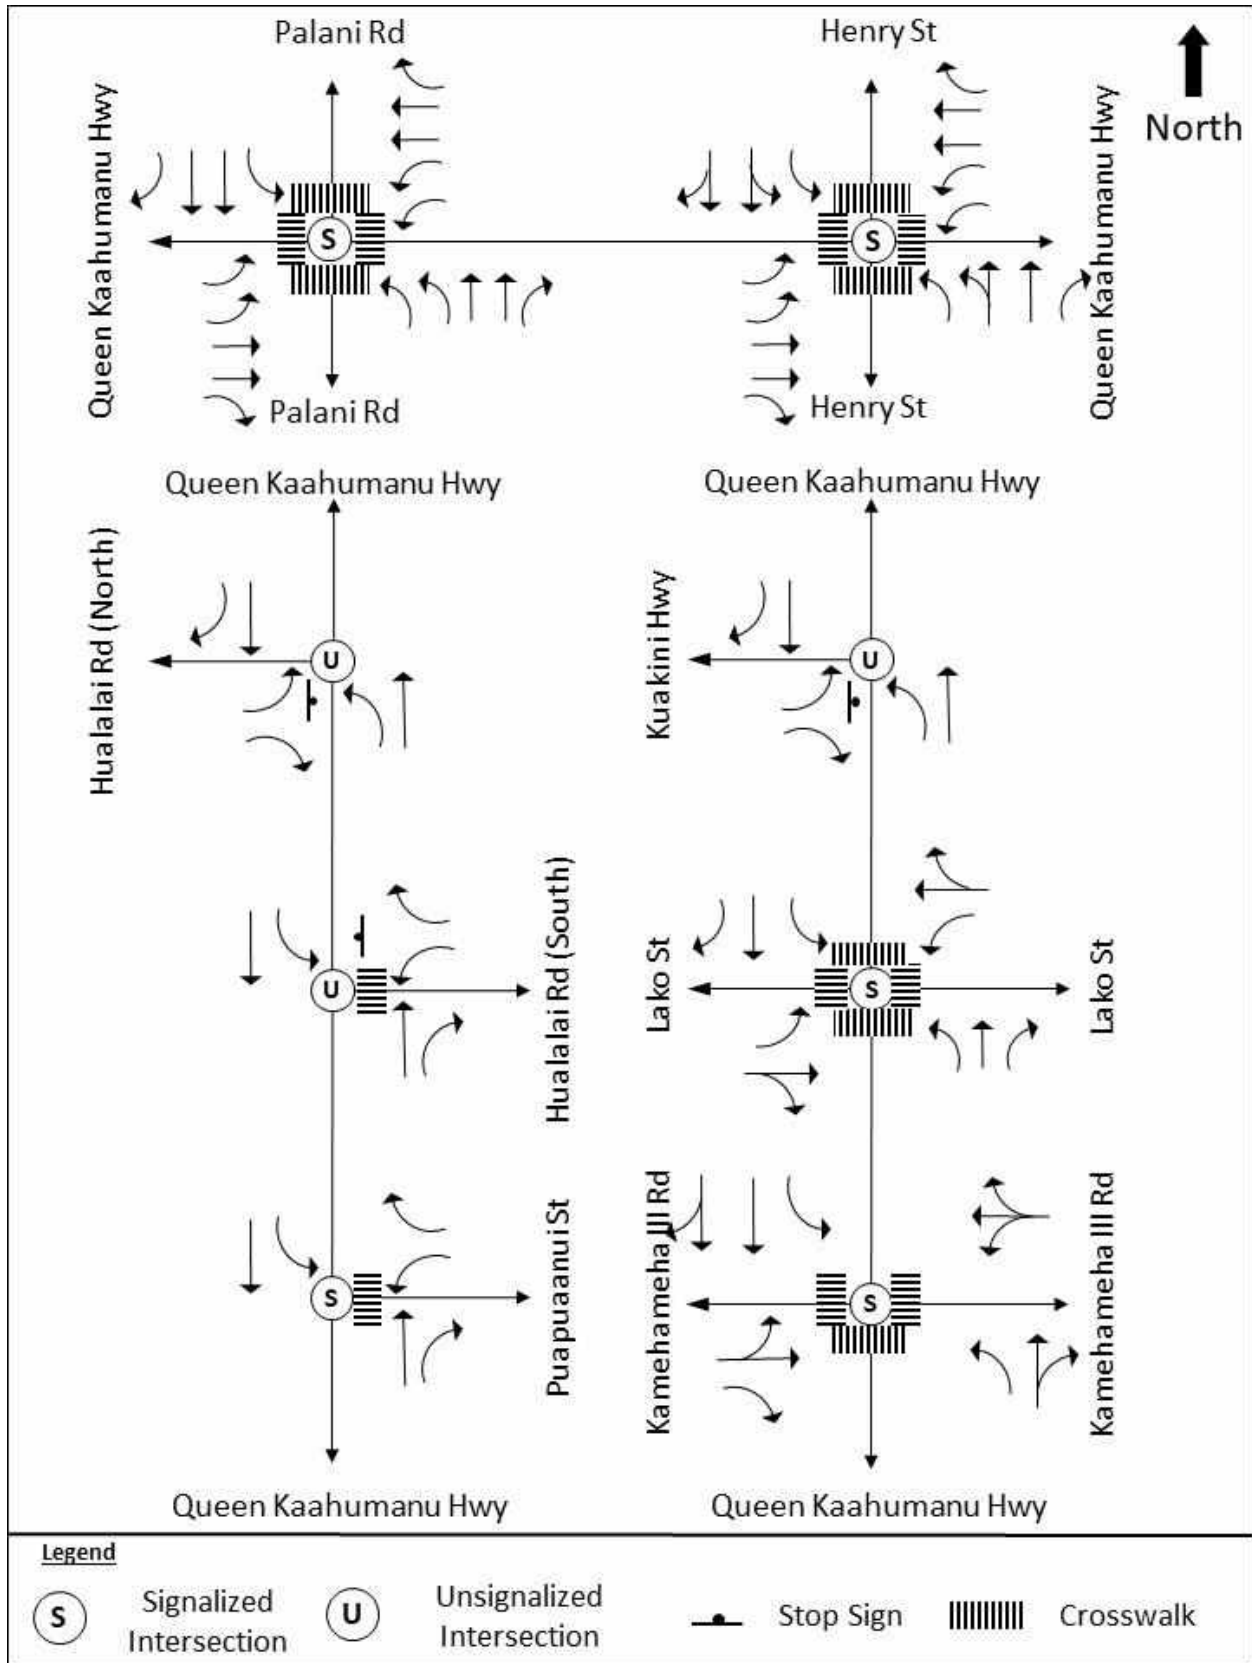 Palani Rd
Henry St
North
Queen Kaahumanu Hwy
Queen Kaahumanu Hwy
S
S
Palani Rd
Henry St
Queen Kaahumanu Hwy
Queen Kaahumanu Hwy
Hualalai Rd (North)
U
Kuakini Hwy
U
Hualalai Rd (South)
U
Lako St
S
Lako St
Puapuaanui St
S
Kamehameha III Rd
S
Kamehameha III Rd
Queen Kaahumanu Hwy
Queen Kaahumanu Hwy
Legend
S
Signalized
Intersection
U
Unsignalized
Intersection
Stop Sign
Crosswalk